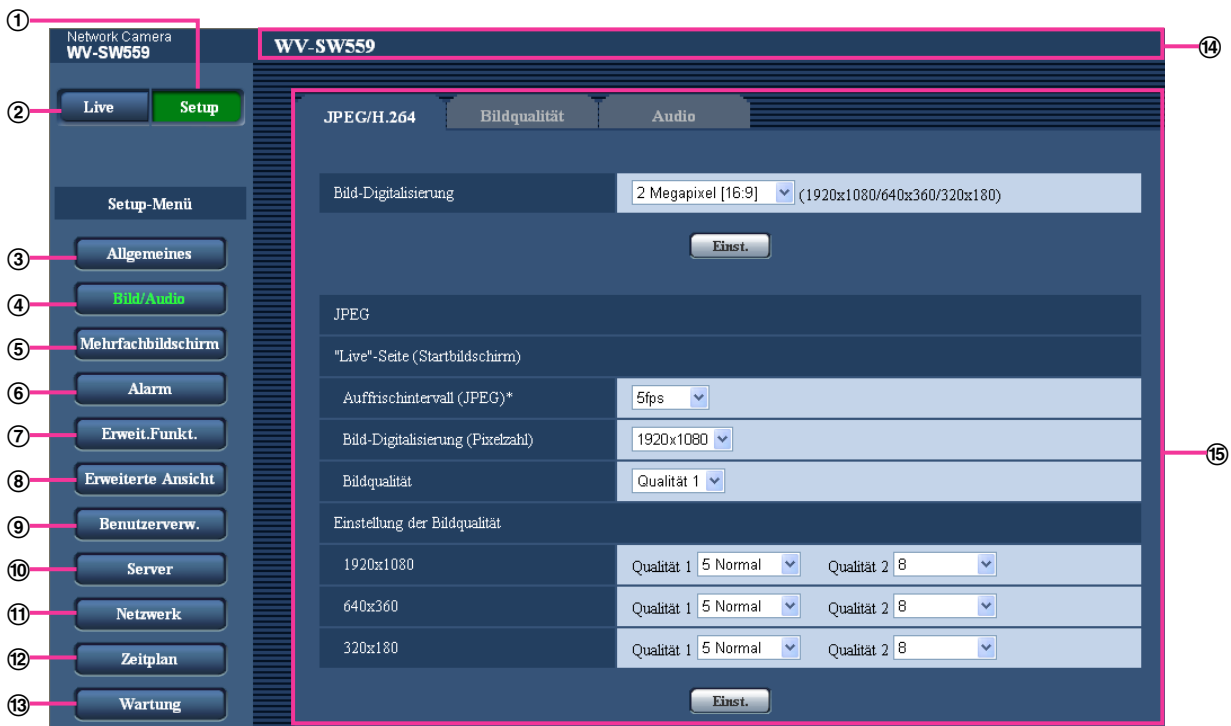 ①
Network Camera
WV-SW559
WV-SW559
⑭
② Live Setup
JPEG/H.264 Bildqualität Audio
Setup-Menü
Bild-Digitalisierung 2 Megapixel [16:9] (1920x1080/640x360/320x180)
Einst.
③ Allgemeines
④ Bild/Audio
⑤ Mehrfachbildschirm
⑥ Alarm
⑦ Erweit.Funkt.
⑧ Erweiterte Ansicht
⑨ Benutzerverw.
⑩ Server
⑪ Netzwerk
⑫ Zeitplan
⑬ Wartung
JPEG
"Live"-Seite (Startbildschirm)
Auffrischintervall (JPEG)* 5fps
Bild-Digitalisierung (Pixelzahl) 1920x1080
⑮
Bildqualität Qualität 1
Einstellung der Bildqualität
1920x1080 Qualität 1 5 Normal Qualität 2 8
640x360 Qualität 1 5 Normal Qualität 2 8
320x180 Qualität 1 5 Normal Qualität 2 8
Einst.